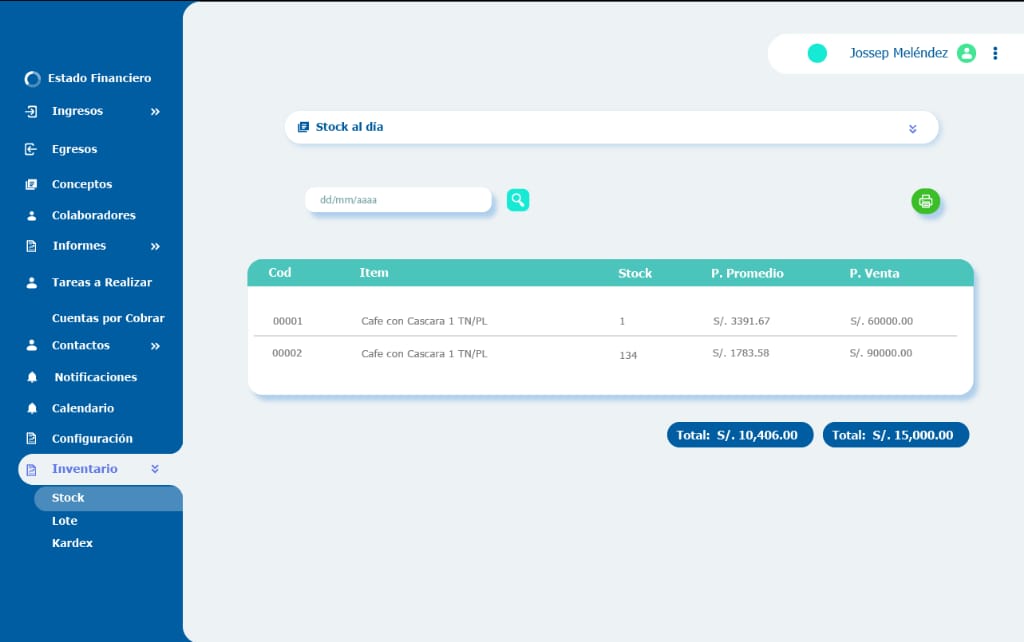 Jossep Meléndez
Estado Financiero
Ingresos
Egresos
Conceptos
Colaboradores
Informes
Tareas a Realizar
Cuentas por Cobrar
Contactos
Notificaciones
Calendario
Configuración
Inventario
Stock
Lote
Kardex
Stock al día
dd/mm/aaaa
Cod Item Stock P. Promedio P. Venta
00001 Cafe con Cascara 1 TN/PL 1 S/. 3391.67 S/. 60000.00
00002 Cafe con Cascara 1 TN/PL 134 S/. 1783.58 S/. 90000.00
Total: S/. 10,406.00 Total: S/. 15,000.00